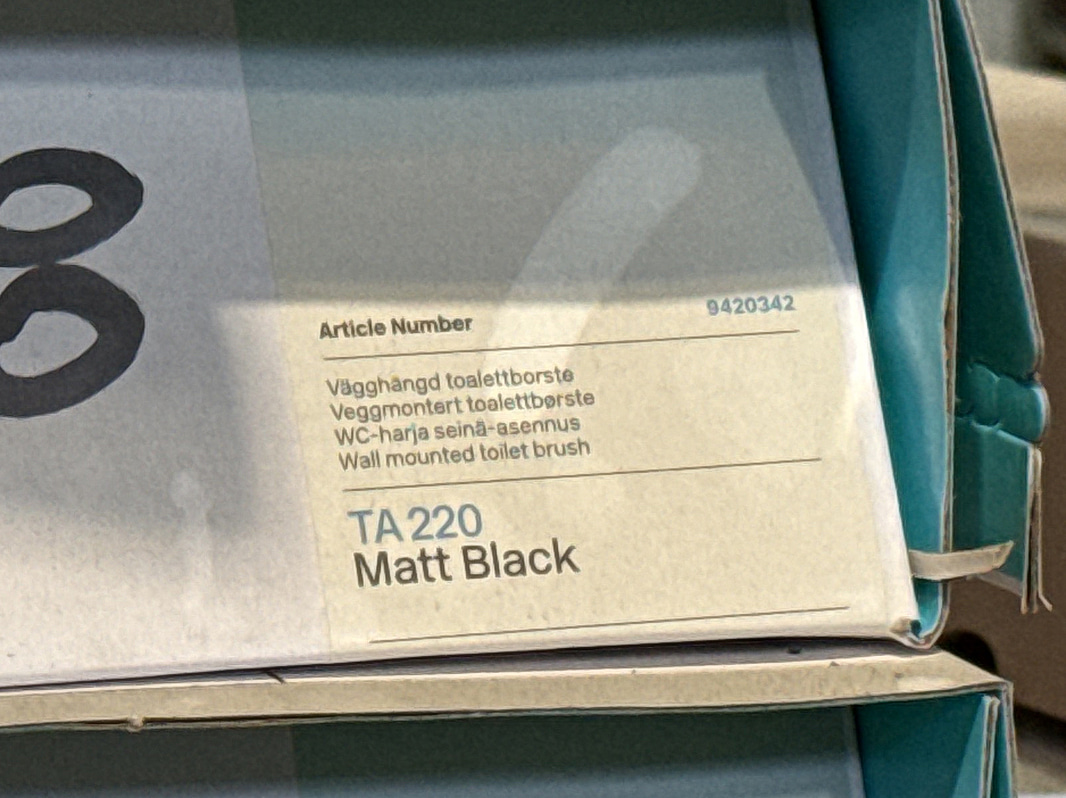 8
Article Number 9420342
Vägghängd toalettborste
Veggmontert toalettbørste
WC-harja seinä-asennus
Wall mounted toilet brush
TA 220
Matt Black